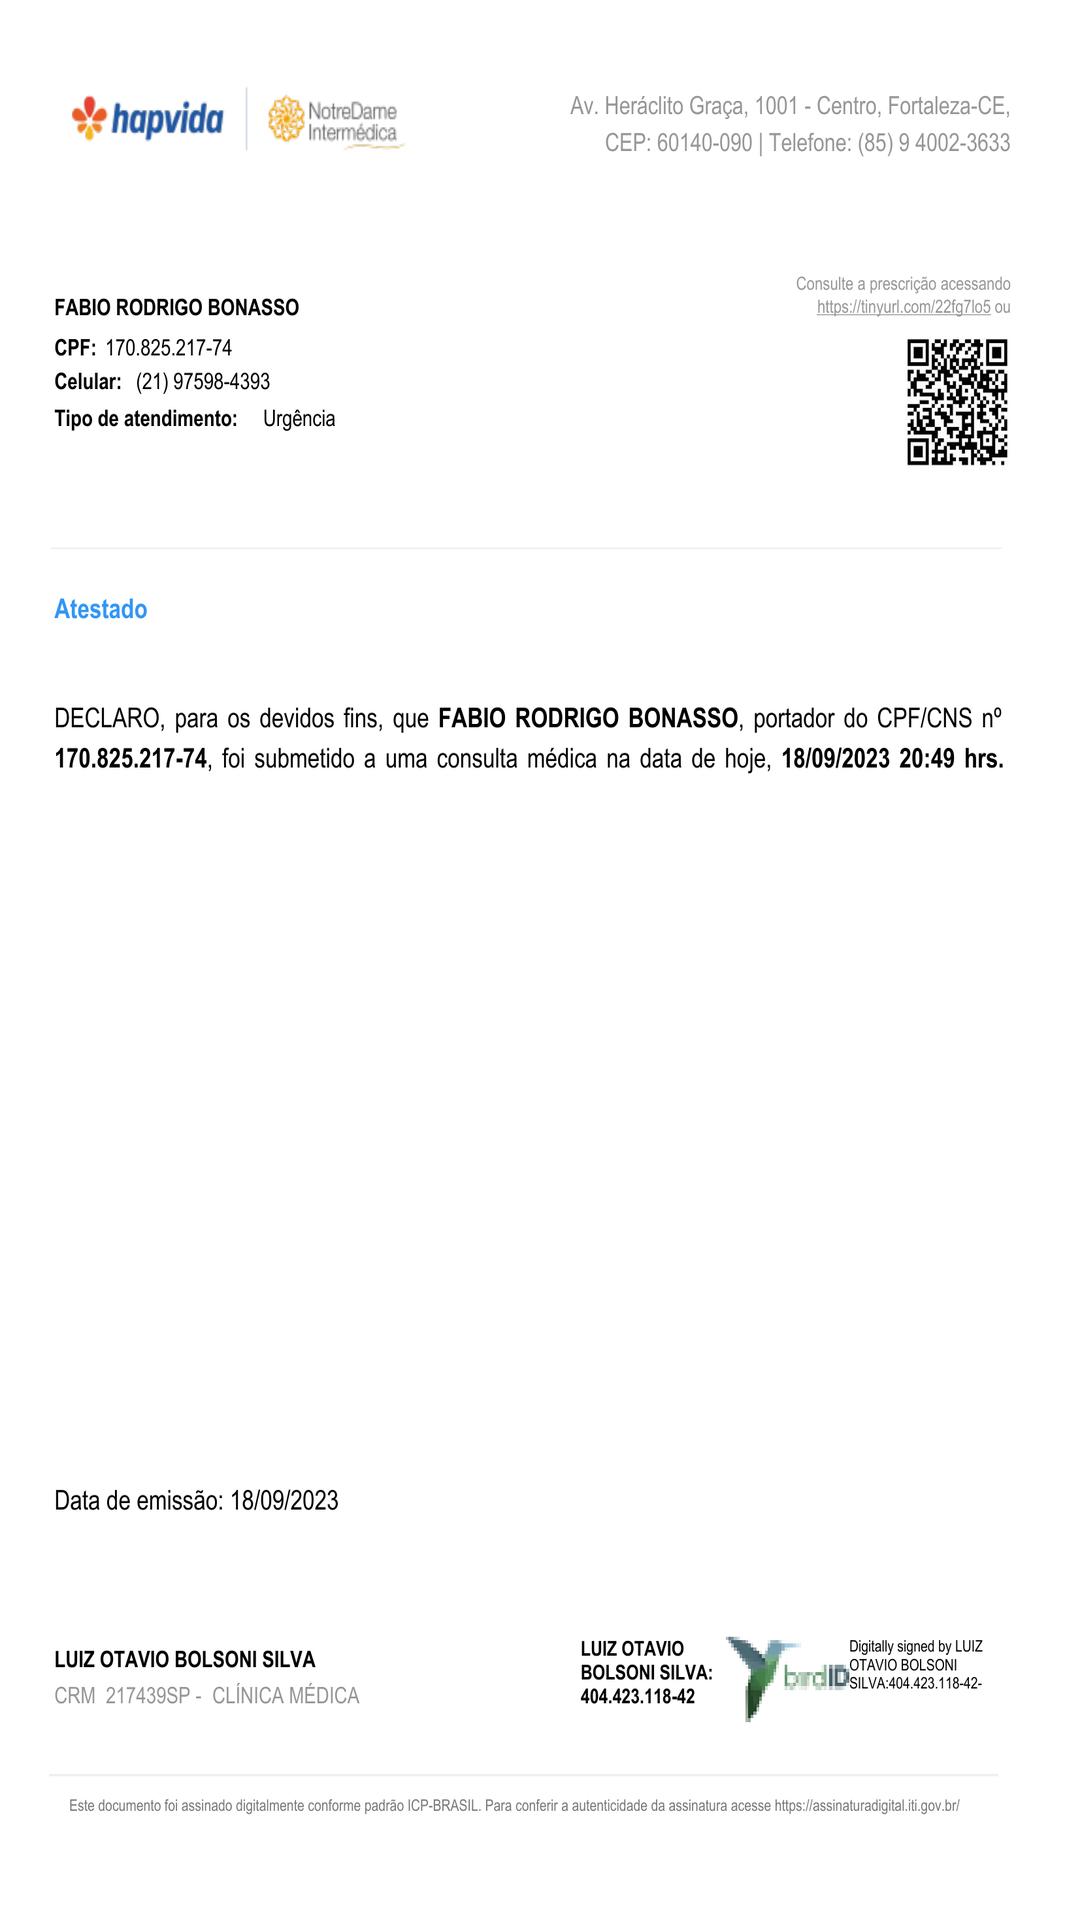 hapvida
NotreDame
Intermédica
Av. Heráclito Graça, 1001 - Centro, Fortaleza-CE,
CEP: 60140-090 | Telefone: (85) 9 4002-3633
Consulte a prescrição acessando
https://tinyurl.com/22fg7lo5 ou
FABIO RODRIGO BONASSO
CPF: 170.825.217-74
Celular: (21) 97598-4393
Tipo de atendimento: Urgência
Atestado
DECLARO, para os devidos fins, que FABIO RODRIGO BONASSO, portador do CPF/CNS nº
170.825.217-74, foi submetido a uma consulta médica na data de hoje, 18/09/2023 20:49 hrs.
Data de emissão: 18/09/2023
LUIZ OTAVIO BOLSONI SILVA
CRM 217439SP - CLÍNICA MÉDICA
LUIZ OTAVIO
BOLSONI SILVA:
404.423.118-42
birdID
Digitally signed by LUIZ
OTAVIO BOLSONI
SILVA:404.423.118-42-
Este documento foi assinado digitalmente conforme padrão ICP-BRASIL. Para conferir a autenticidade da assinatura acesse https://assinaturadigital.iti.gov.br/